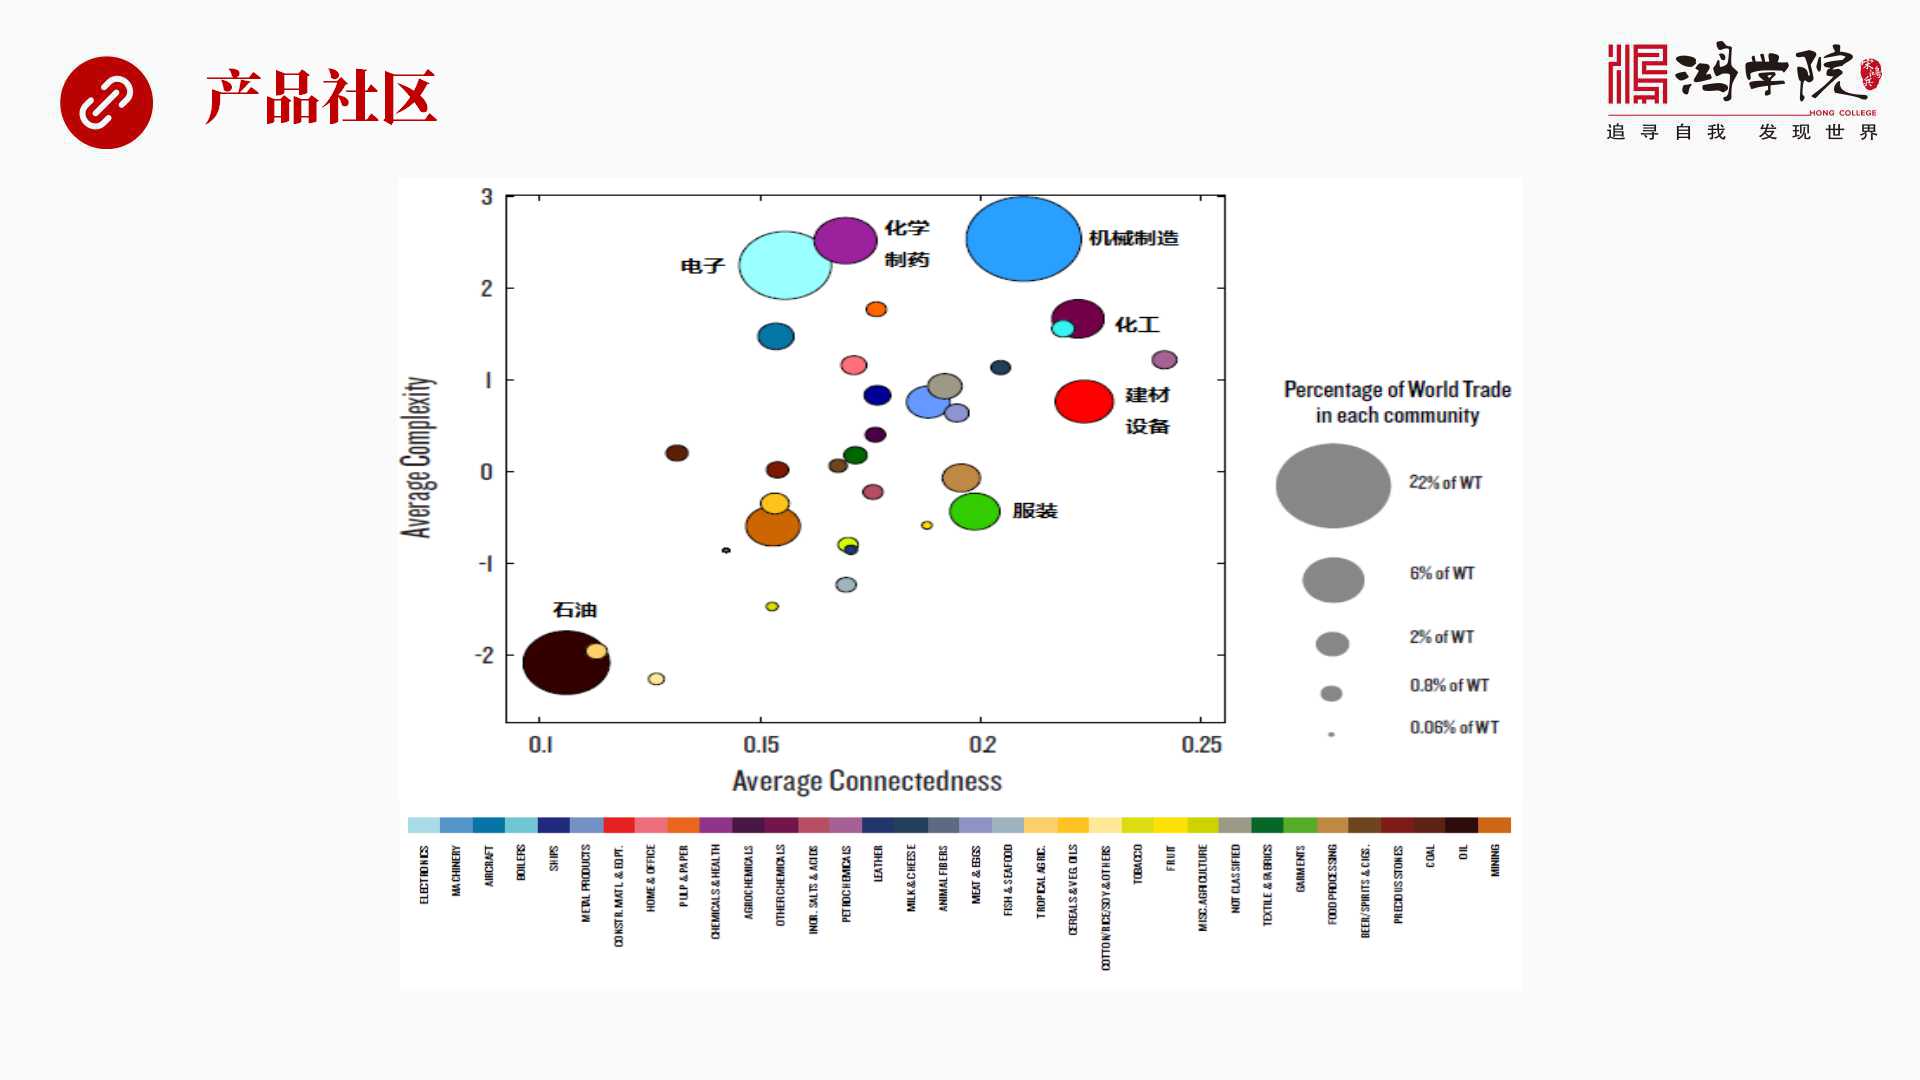 产品社区
鸿学院
宋鸿兵
HONG COLLEGE
追寻自我 发现世界
3
2
1
0
-1
-2
Average Complexity
电子
化学
制药
机械制造
化工
建材
设备
服装
石油
0.1
0.15
0.2
0.25
Average Connectedness
Percentage of World Trade
in each community
22% of WT
6% of WT
2% of WT
0.8% of WT
0.06% of WT
ELECTRONICS
MACHINERY
AIRCRAFT
BOILERS
SHIPS
METAL PRODUCTS
CONSTR. MATL. & EQPT.
HOME & OFFICE
PULP & PAPER
CHEMICALS & HEALTH
AGROCHEMICALS
OTHER CHEMICALS
INOR. SALTS & ACIDS
PETROCHEMICALS
LEATHER
MILK & CHEESE
ANIMAL FIBERS
MEAT & EGGS
FISH & SEAFOOD
TROPICAL AGRIC.
CEREALS & VEG. OILS
COTTON/RICE/SOY & OTHERS
TOBACCO
FRUIT
MISC. AGRICULTURE
NOT CLASSIFIED
TEXTILE & FABRICS
GARMENTS
FOOD PROCESSING
BEER/SPIRITS & CIGS.
PRECIOUS STONES
COAL
OIL
MINING